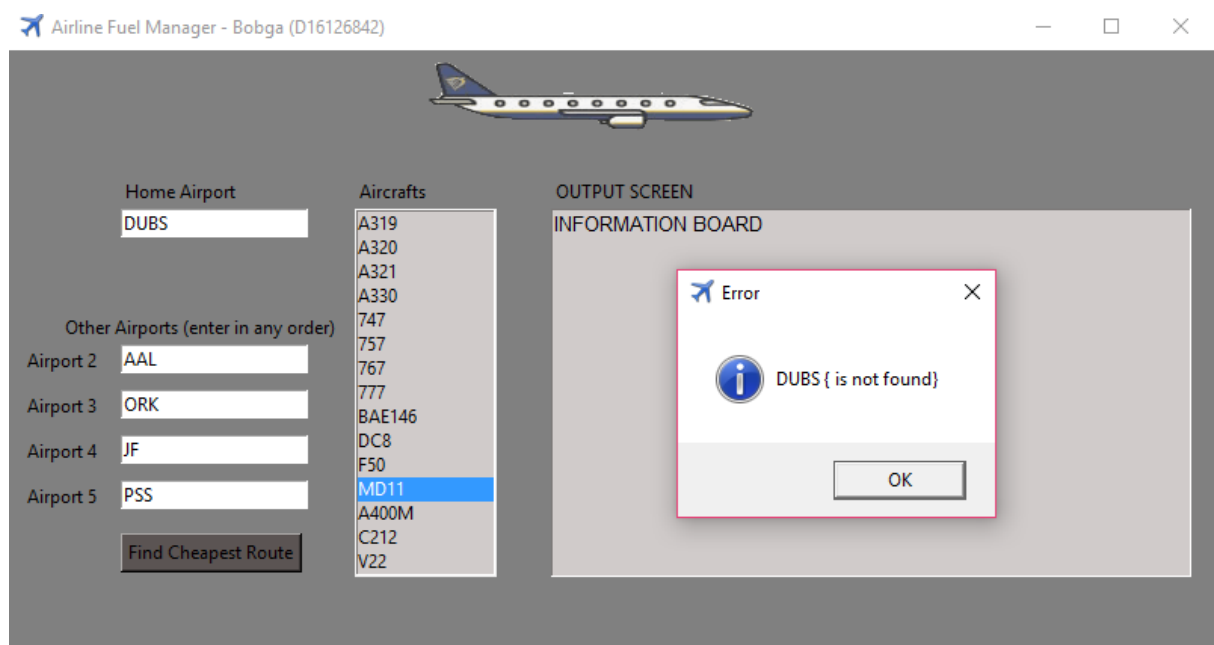 Airline Fuel Manager - Bobga (D16126842)
Home Airport
DUBS
Other Airports (enter in any order)
Airport 2 AAL
Airport 3 ORK
Airport 4 JF
Airport 5 PSS
Find Cheapest Route
Aircrafts
A319
A320
A321
A330
747
757
767
777
BAE146
DC8
F50
MD11
A400M
C212
V22
OUTPUT SCREEN
INFORMATION BOARD
Error
DUBS { is not found}
OK